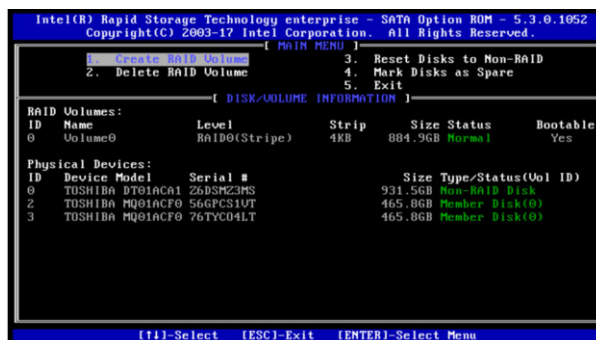 Intel(R) Rapid Storage Technology enterprise - SATA Option ROM - 5.3.0.1052
Copyright(C) 2003-17 Intel Corporation. All Rights Reserved.
[ MAIN MENU ]
1. Create RAID Volume 3. Reset Disks to Non-RAID
2. Delete RAID Volume 4. Mark Disks as Spare
5. Exit
[ DISK/VOLUME INFORMATION ]
RAID Volumes:
ID Name Level Strip Size Status Bootable
0 Volume0 RAID0(Stripe) 4KB 884.9GB Normal Yes
Physical Devices:
ID Device Model Serial # Size Type/Status(Vol ID)
0 TOSHIBA DT01ACA1 Z6DSMZ3MS 931.5GB Non-RAID Disk
2 TOSHIBA MQ01ACF0 56GPCS1VT 465.8GB Member Disk(0)
3 TOSHIBA MQ01ACF0 76TYCO4LT 465.8GB Member Disk(0)
[↑↓]-Select [ESC]-Exit [ENTER]-Select Menu